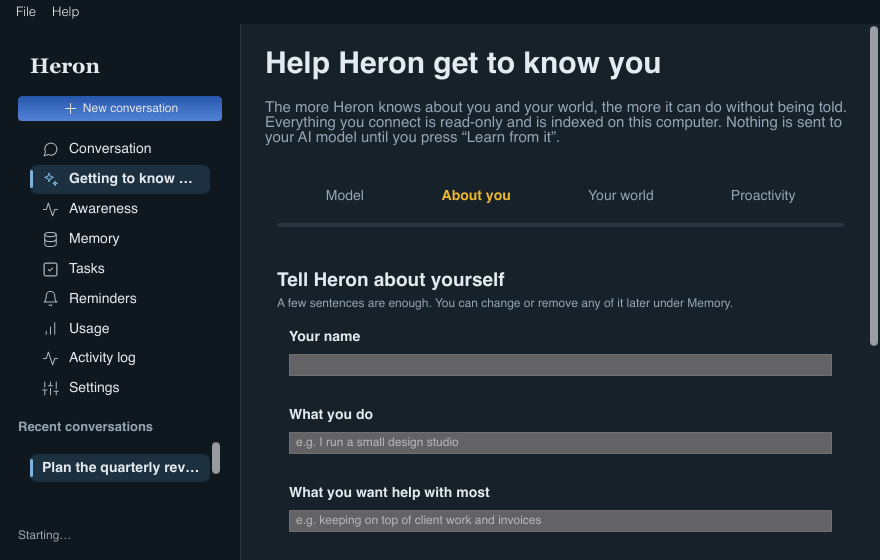 File Help
Heron
New conversation
Conversation
Getting to know ...
Awareness
Memory
Tasks
Reminders
Usage
Activity log
Settings
Recent conversations
Plan the quarterly rev...
Starting...
Help Heron get to know you
The more Heron knows about you and your world, the more it can do without being told.
Everything you connect is read-only and is indexed on this computer. Nothing is sent to
your AI model until you press “Learn from it”.
Model About you Your world Proactivity
Tell Heron about yourself
A few sentences are enough. You can change or remove any of it later under Memory.
Your name
What you do
e.g. I run a small design studio
What you want help with most
e.g. keeping on top of client work and invoices